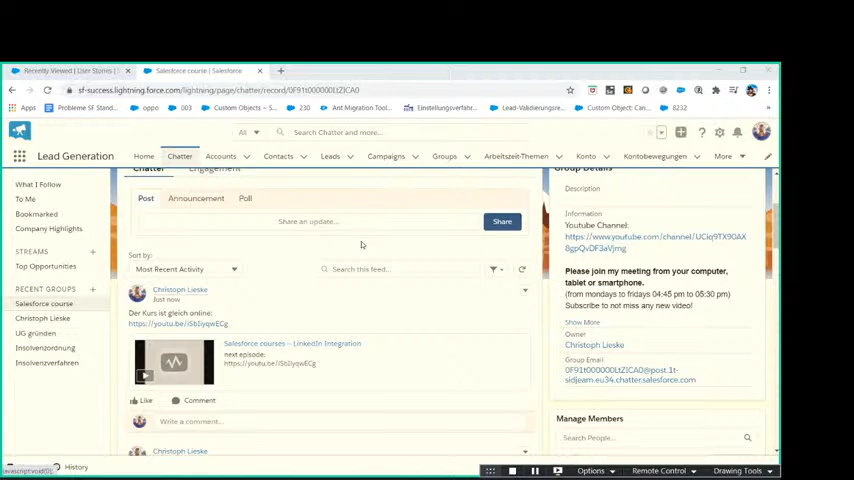 Recently Viewed | User Stories |
Salesforce course | Salesforce
sf-success.lightning.force.com/lightning/page/chatter/record/0F91t000000LtZICA0
Apps
Probleme SF Stand...
oppo
003
Custom Objects – S...
230
Ant Migration Tool...
Einstellungsverfahr...
Lead-Validierungsre...
Custom Object: Can...
8232
All
Search Chatter and more...
Lead Generation
Home
Chatter
Accounts
Contacts
Leads
Campaigns
Groups
Arbeitszeit-Themen
Konto
Kontobewegungen
More
Chatter
Engagement
What I Follow
To Me
Bookmarked
Company Highlights
STREAMS
Top Opportunities
RECENT GROUPS
Salesforce course
Christoph Lieske
UG gründen
Insolvenzordnung
Insolvenzverfahren
Post
Announcement
Poll
Share an update...
Share
Sort by:
Most Recent Activity
Search this feed...
Christoph Lieske
Just now
Der Kurs ist gleich online:
https://youtu.be/iSbIiyqwECg
Salesforce courses -- LinkedIn Integration
next episode:
https://youtu.be/iSbIiyqwECg
Like
Comment
Write a comment...
Christoph Lieske
Group Details
Description
Information
Youtube Channel:
https://www.youtube.com/channel/UCiq9TX90AX
8gpQvDF3aVjmg
Please join my meeting from your computer,
tablet or smartphone.
(from mondays to fridays 04:45 pm to 05:30 pm)
Subscribe to not miss any new video!
Show More
Owner
Christoph Lieske
Group Email
0F91t000000LtZICA0@post.1t-
sidjeam.eu34.chatter.salesforce.com
Manage Members
Search People...
javascript:void(0);
History
Options
Remote Control
Drawing Tools